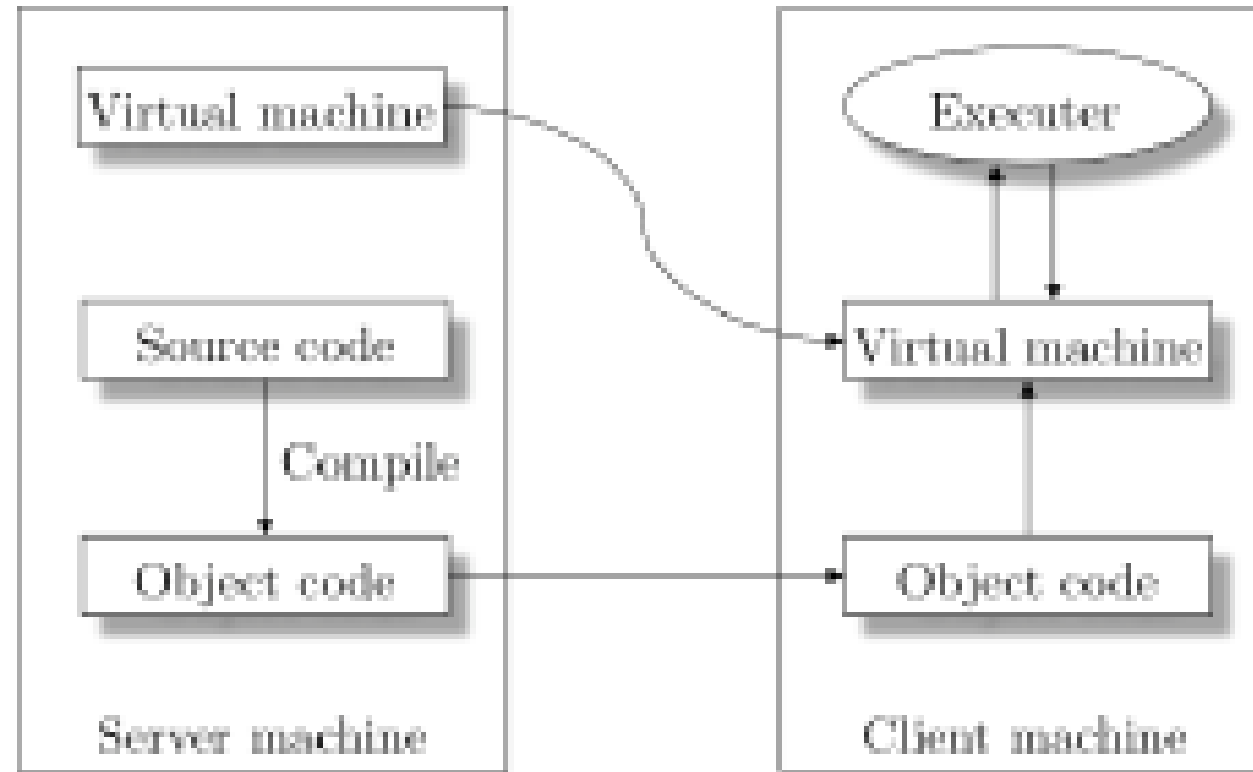 Virtual machine
Source code
Compile
Object code
Server machine
Executer
Virtual machine
Object code
Client machine